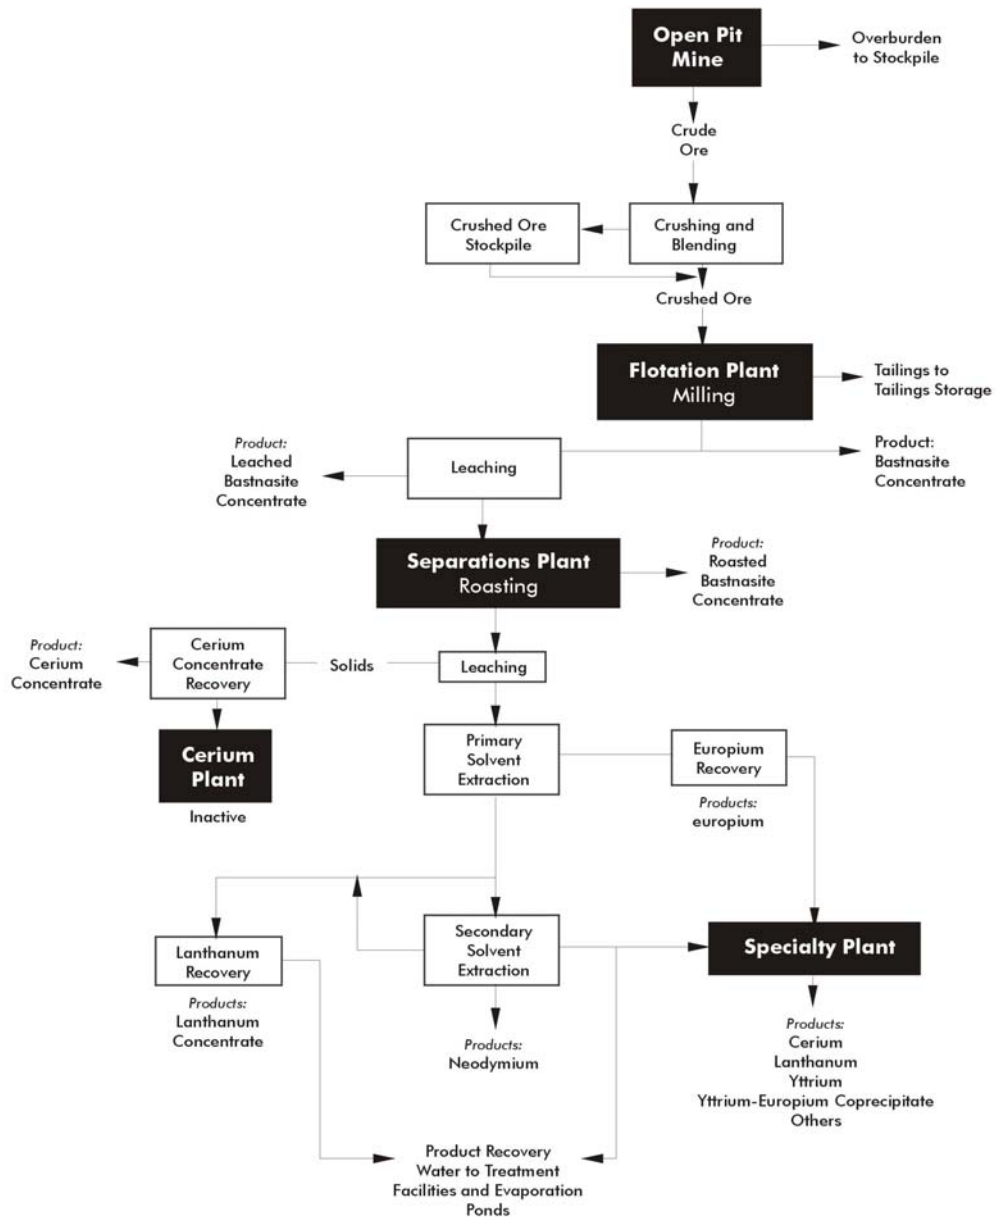 Open Pit
Mine
Overburden
to Stockpile
Crude
Ore
Crushed Ore
Stockpile
Crushing and
Blending
Crushed Ore
Flotation Plant
Milling
Tailings to
Tailings Storage
Product:
Leached
Bastnasite
Concentrate
Leaching
Product:
Bastnasite
Concentrate
Separations Plant
Roasting
Product:
Roasted
Bastnasite
Concentrate
Product:
Cerium
Concentrate
Cerium
Concentrate
Recovery
Solids
Leaching
Cerium
Plant
Inactive
Primary
Solvent
Extraction
Europium
Recovery
Products:
europium
Lanthanum
Recovery
Products:
Lanthanum
Concentrate
Secondary
Solvent
Extraction
Products:
Neodymium
Specialty Plant
Products:
Cerium
Lanthanum
Yttrium
Yttrium-Europium Coprecipitate
Others
Product Recovery
Water to Treatment
Facilities and Evaporation
Ponds